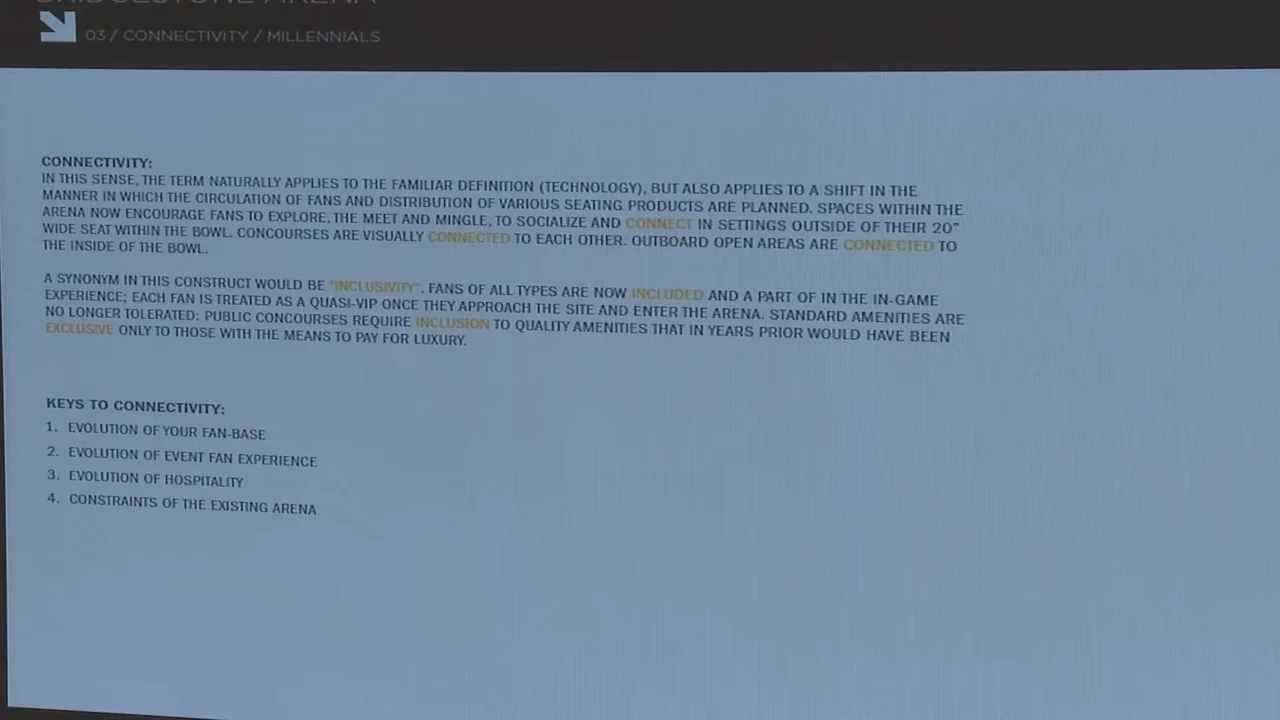 BRIDGESTONE ARENA
03 / CONNECTIVITY / MILLENNIALS
CONNECTIVITY:
IN THIS SENSE, THE TERM NATURALLY APPLIES TO THE FAMILIAR DEFINITION (TECHNOLOGY), BUT ALSO APPLIES TO A SHIFT IN THE
MANNER IN WHICH THE CIRCULATION OF FANS AND DISTRIBUTION OF VARIOUS SEATING PRODUCTS ARE PLANNED. SPACES WITHIN THE
ARENA NOW ENCOURAGE FANS TO EXPLORE, THE MEET AND MINGLE, TO SOCIALIZE AND CONNECT IN SETTINGS OUTSIDE OF THEIR 20"
WIDE SEAT WITHIN THE BOWL. CONCOURSES ARE VISUALLY CONNECTED TO EACH OTHER. OUTBOARD OPEN AREAS ARE CONNECTED TO
THE INSIDE OF THE BOWL.
A SYNONYM IN THIS CONSTRUCT WOULD BE "INCLUSIVITY". FANS OF ALL TYPES ARE NOW INCLUDED AND A PART OF IN THE IN-GAME
EXPERIENCE; EACH FAN IS TREATED AS A QUASI-VIP ONCE THEY APPROACH THE SITE AND ENTER THE ARENA. STANDARD AMENITIES ARE
NO LONGER TOLERATED: PUBLIC CONCOURSES REQUIRE INCLUSION TO QUALITY AMENITIES THAT IN YEARS PRIOR WOULD HAVE BEEN
EXCLUSIVE ONLY TO THOSE WITH THE MEANS TO PAY FOR LUXURY.
KEYS TO CONNECTIVITY:
1. EVOLUTION OF YOUR FAN-BASE
2. EVOLUTION OF EVENT FAN EXPERIENCE
3. EVOLUTION OF HOSPITALITY
4. CONSTRAINTS OF THE EXISTING ARENA